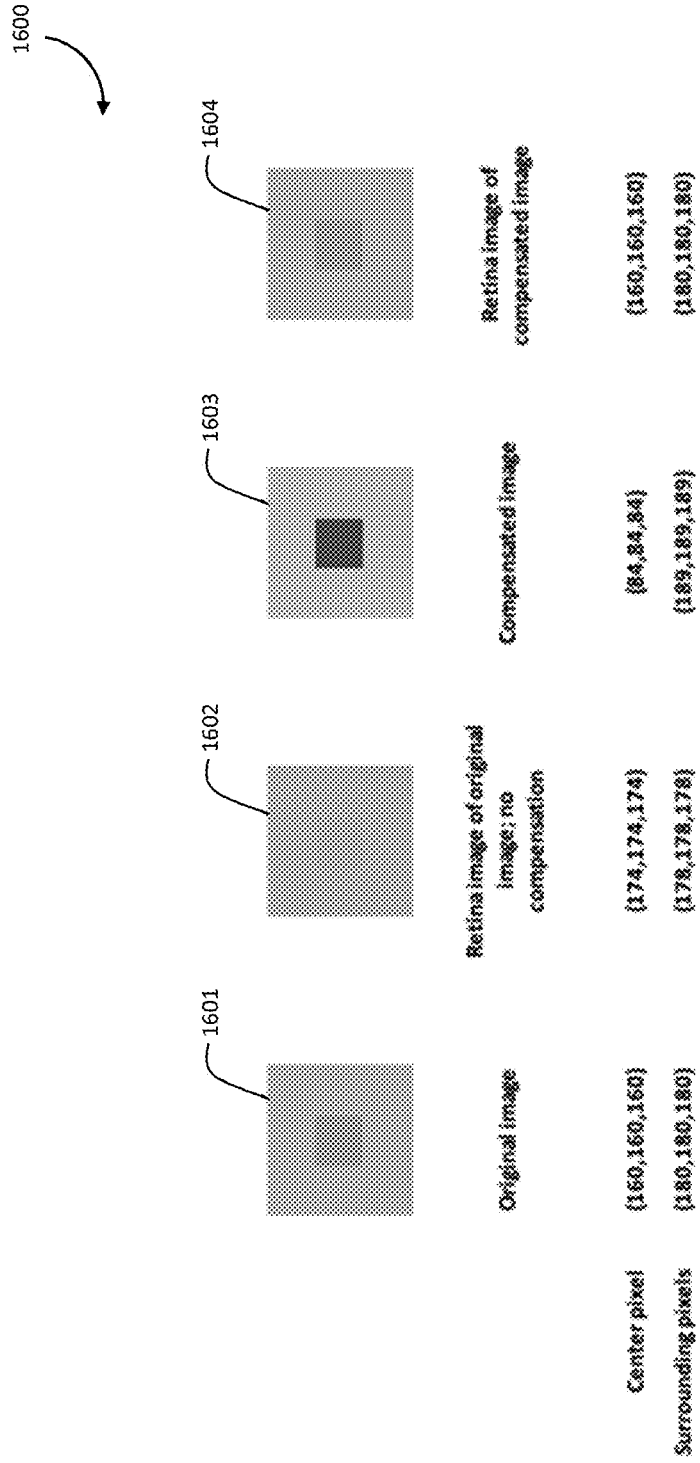 1600
1601
1602
1603
1604
Original image
Retina image of original
image; no
compensation
Compensated image
Retina image of
compensated image
Center pixel
(160,160,160)
(174,174,174)
(84,84,84)
(160,160,160)
Surrounding pixels
(180,180,180)
(178,178,178)
(189,189,189)
(180,180,180)